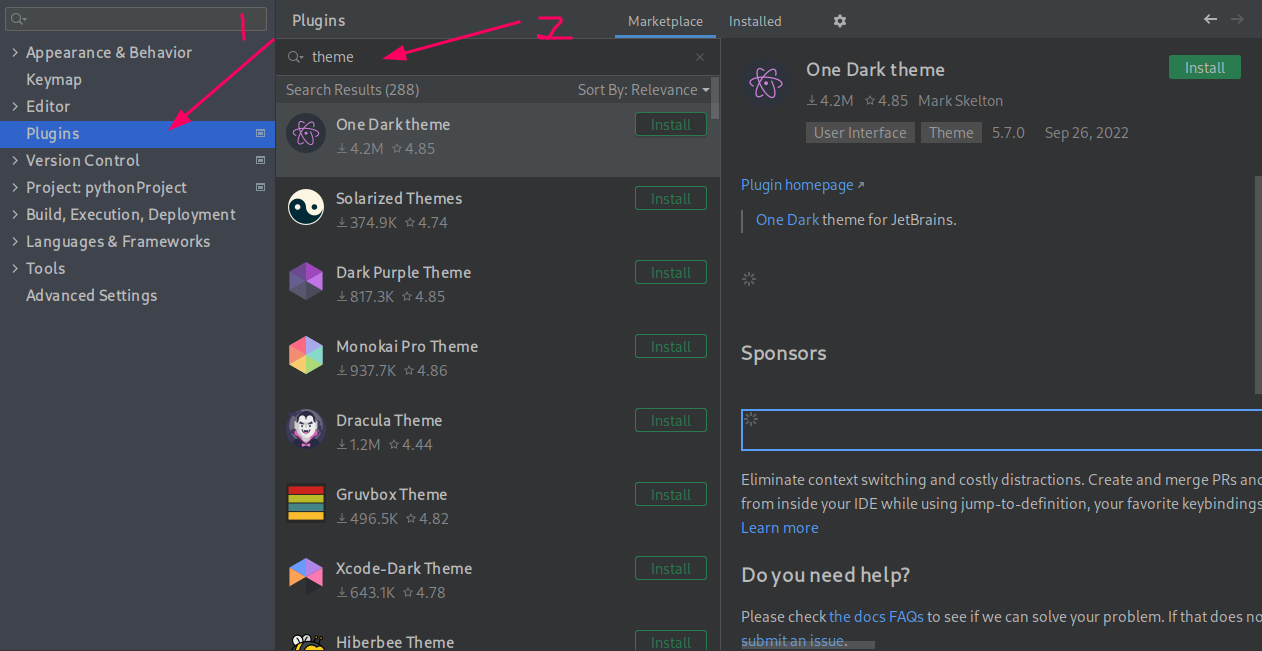 1
Appearance & Behavior
Keymap
Editor
Plugins
Version Control
Project: pythonProject
Build, Execution, Deployment
Languages & Frameworks
Tools
Advanced Settings
Plugins
Marketplace
Installed
2
theme
Search Results (288)
Sort By: Relevance
One Dark theme
4.2M 4.85
Install
Solarized Themes
374.9K 4.74
Install
Dark Purple Theme
817.3K 4.85
Install
Monokai Pro Theme
937.7K 4.86
Install
Dracula Theme
1.2M 4.44
Install
Gruvbox Theme
496.5K 4.82
Install
Xcode-Dark Theme
643.1K 4.78
Install
Hiberbee Theme
Install
One Dark theme
Install
4.2M 4.85 Mark Skelton
User Interface Theme 5.7.0 Sep 26, 2022
Plugin homepage
One Dark theme for JetBrains.
Sponsors
Eliminate context switching and costly distractions. Create and merge PRs and
from inside your IDE while using jump-to-definition, your favorite keybindings
Learn more
Do you need help?
Please check the docs FAQs to see if we can solve your problem. If that does no
submit an issue.